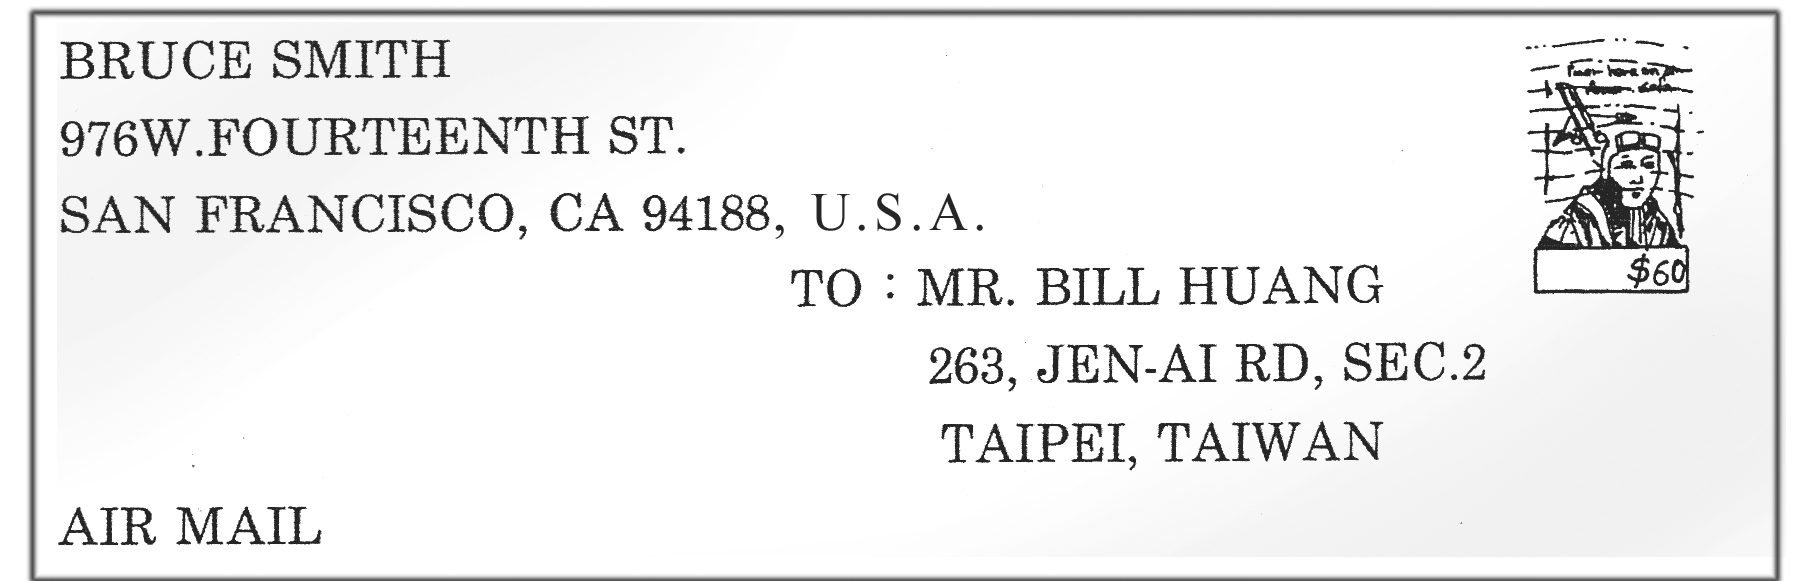 BRUCE SMITH
976W.FOURTEENTH ST.
SAN FRANCISCO, CA 94188, U.S.A.
TO : MR. BILL HUANG
263, JEN-AI RD, SEC.2
TAIPEI, TAIWAN
AIR MAIL
$60